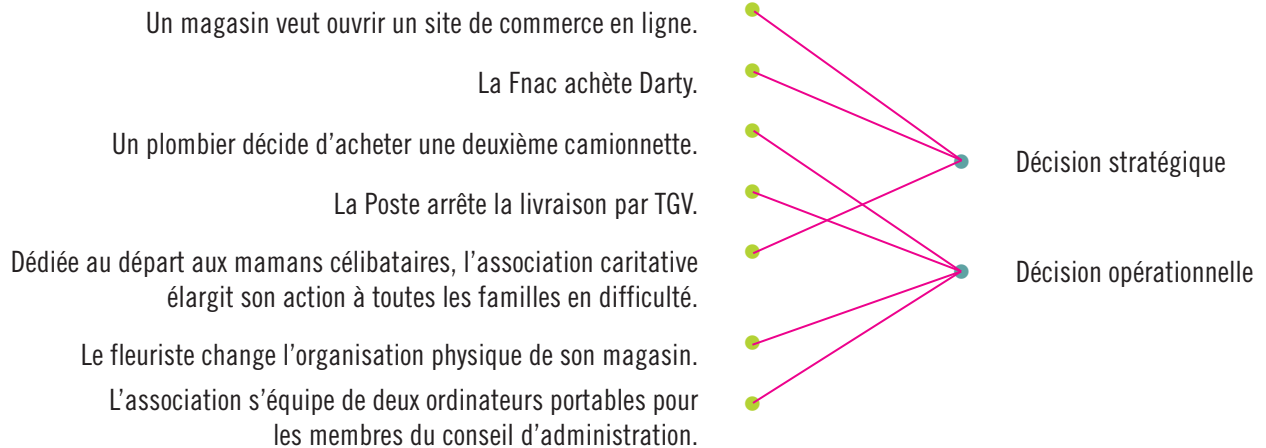 Un magasin veut ouvrir un site de commerce en ligne.
La Fnac achète Darty.
Un plombier décide d’acheter une deuxième camionnette.
Décision stratégique
La Poste arrête la livraison par TGV.
Dédiée au départ aux mamans célibataires, l’association caritative
élargit son action à toutes les familles en difficulté.
Décision opérationnelle
Le fleuriste change l’organisation physique de son magasin.
L’association s’équipe de deux ordinateurs portables pour
les membres du conseil d’administration.